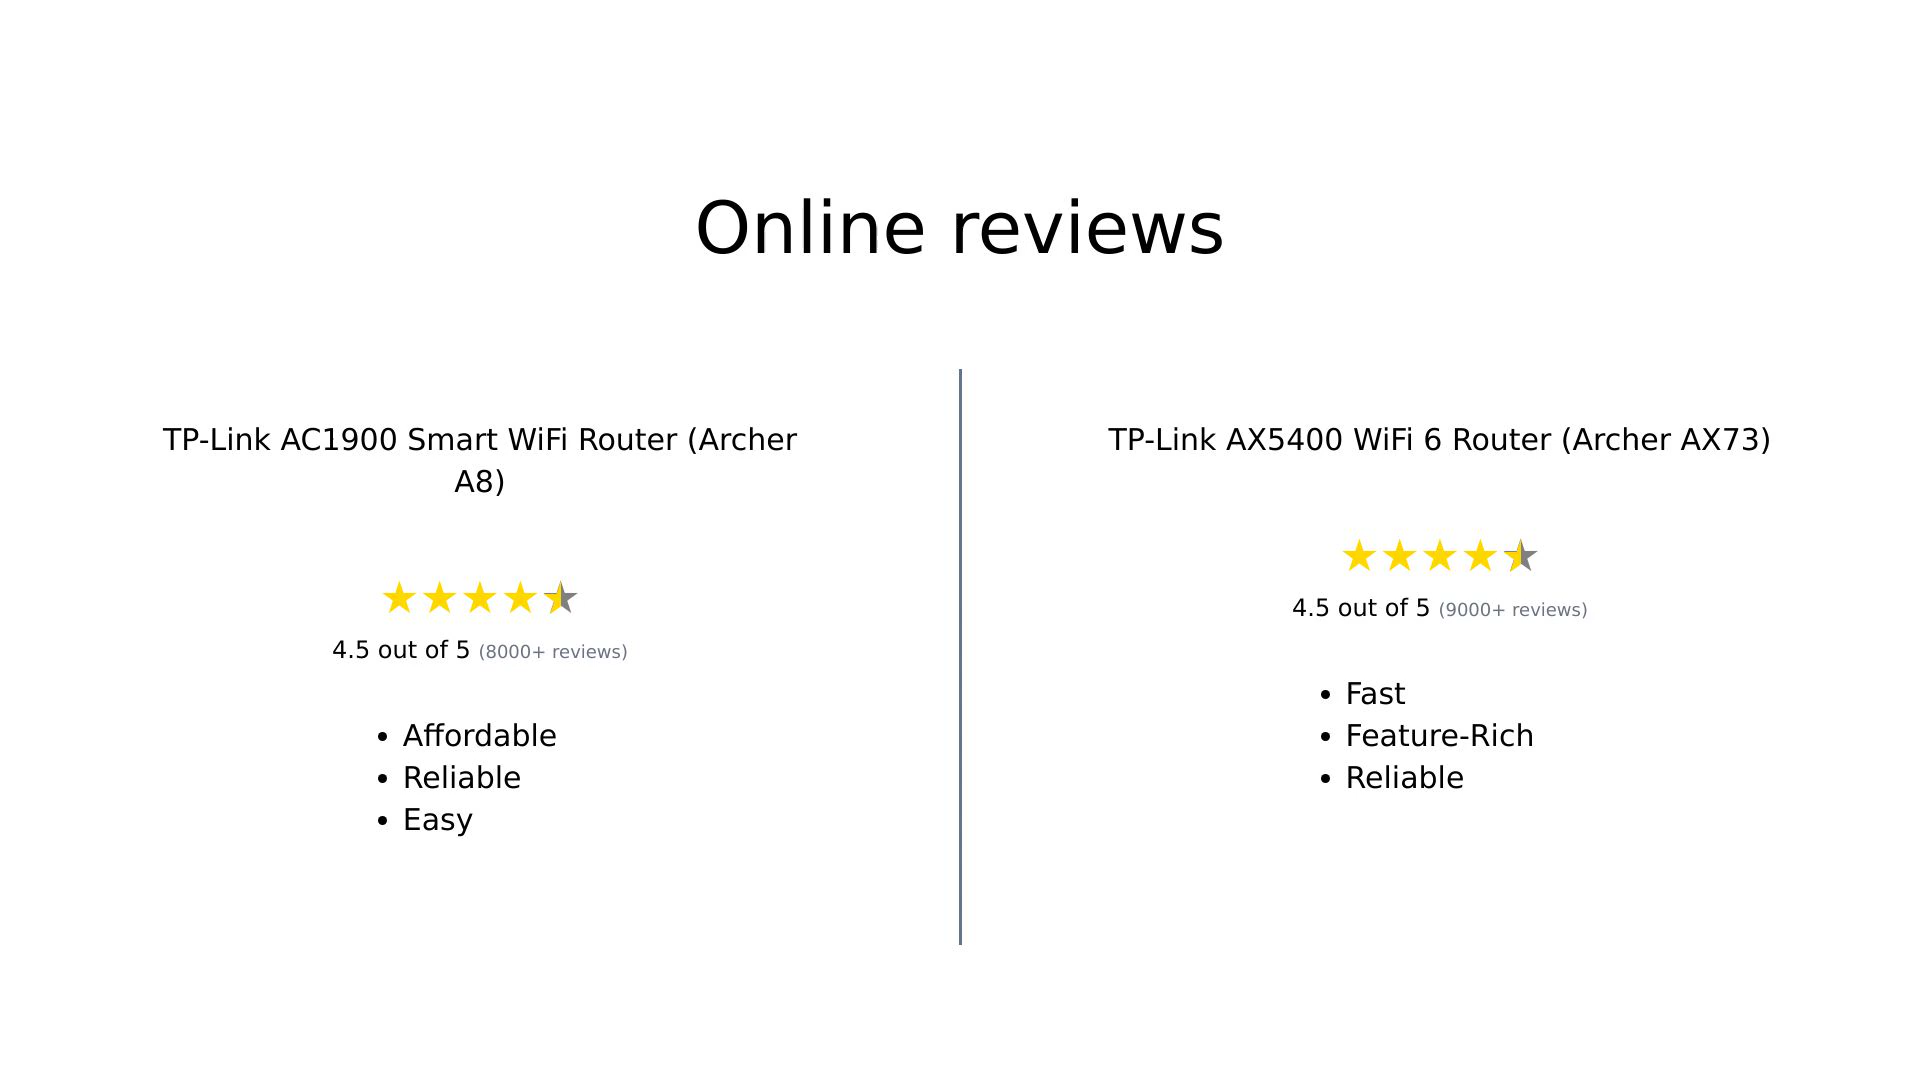 Online reviews
TP-Link AC1900 Smart WiFi Router (Archer
A8)
4.5 out of 5 (8000+ reviews)
• Affordable
• Reliable
• Easy
TP-Link AX5400 WiFi 6 Router (Archer AX73)
4.5 out of 5 (9000+ reviews)
• Fast
• Feature-Rich
• Reliable